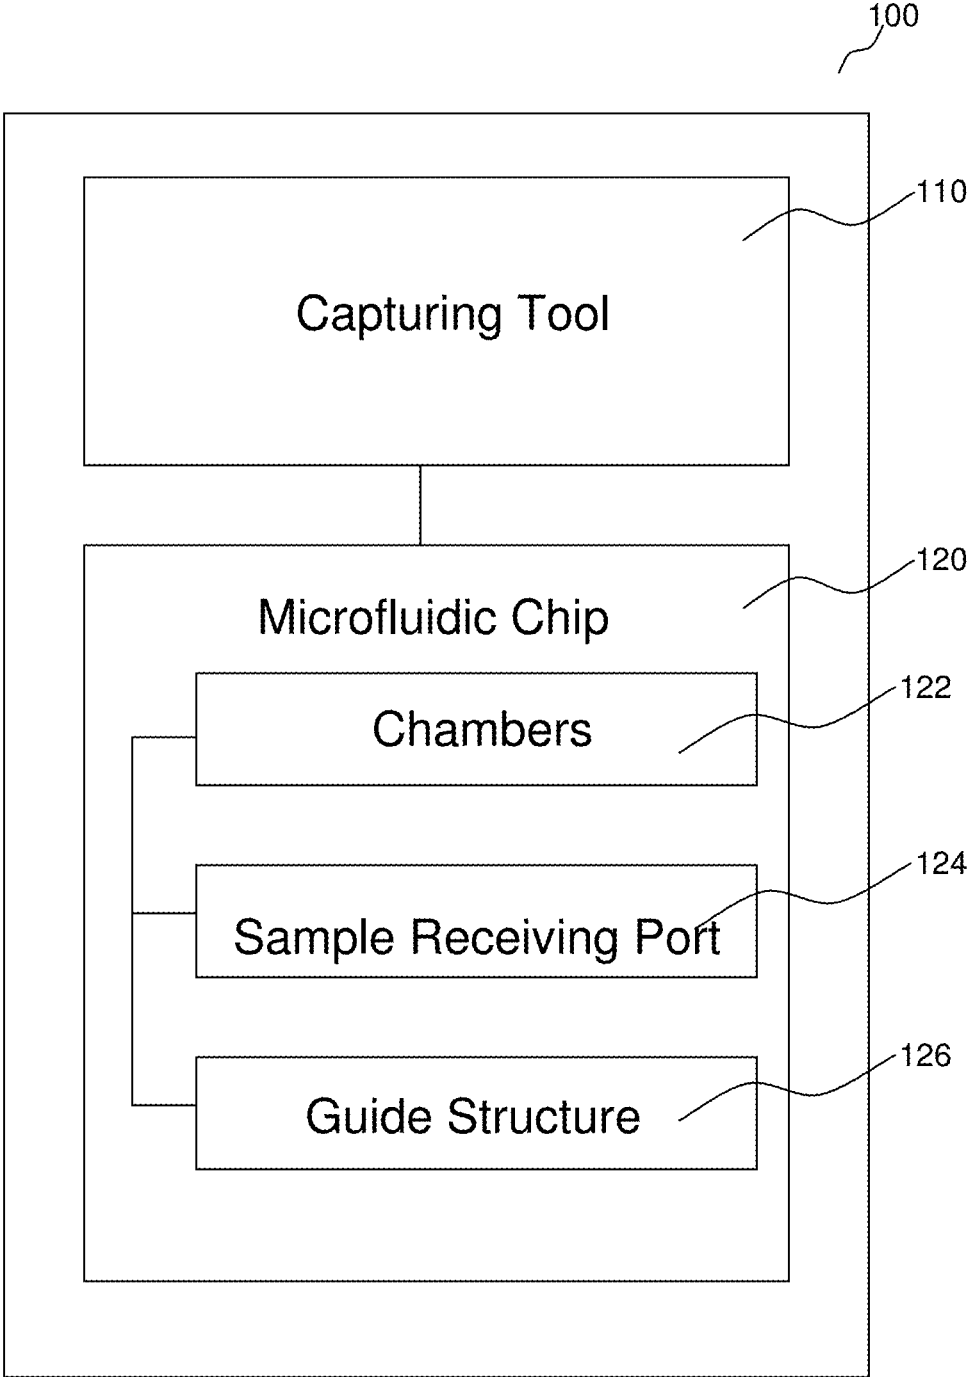 100
110
Capturing Tool
120
Microfluidic Chip
122
Chambers
124
Sample Receiving Port
126
Guide Structure